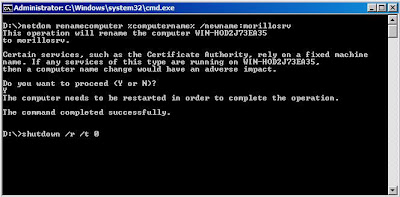 Administrator: C:\Windows\system32\cmd.exe
D:\>netdom renamecomputer %computername% /newname:morillosrv
This operation will rename the computer WIN-HOD2J73EA35
to morillosrv.
Certain services, such as the Certificate Authority, rely on a fixed machine
name. If any services of this type are running on WIN-HOD2J73EA35,
then a computer name change would have an adverse impact.
Do you want to proceed (Y or N)?
Y
The computer needs to be restarted in order to complete the operation.
The command completed successfully.
D:\>shutdown /r /t 0